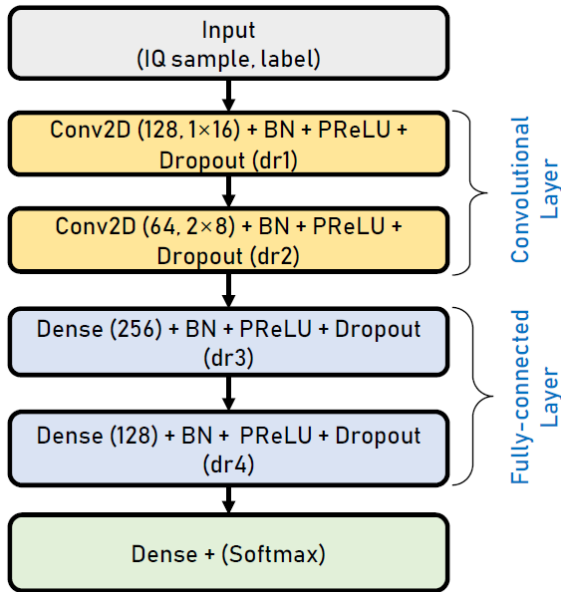 Input
(IQ sample, label)
Conv2D (128, 1×16) + BN + PReLU +
Dropout (dr1)
Conv2D (64, 2×8) + BN + PReLU +
Dropout (dr2)
Convolutional
Layer
Dense (256) + BN + PReLU + Dropout
(dr3)
Dense (128) + BN + PReLU + Dropout
(dr4)
Fully-connected
Layer
Dense + (Softmax)